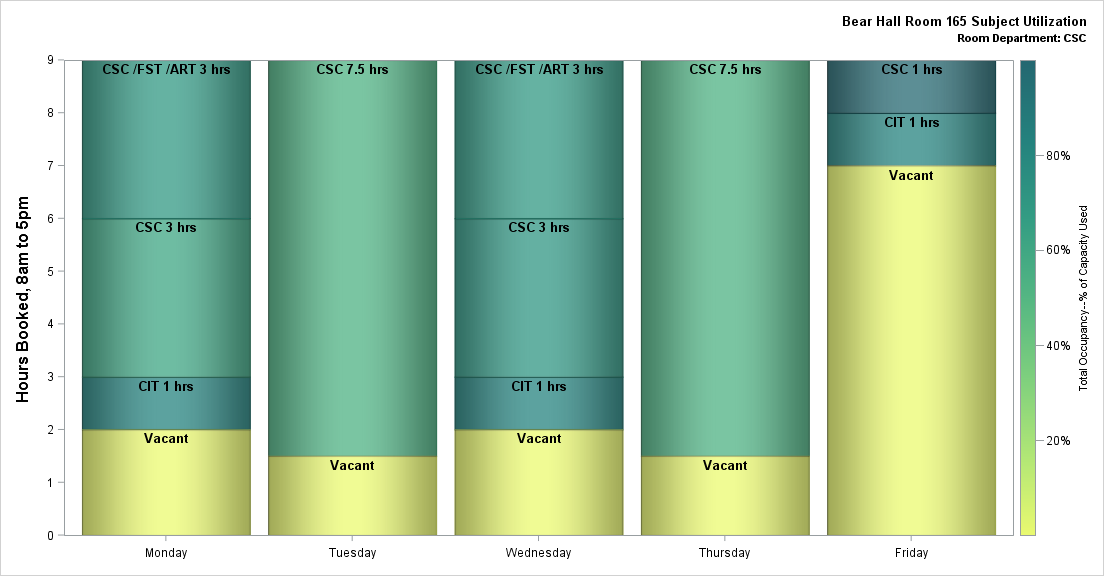 Bear Hall Room 165 Subject Utilization
Room Department: CSC
Hours Booked, 8am to 5pm
9
8
7
6
5
4
3
2
1
0
CSC /FST /ART 3 hrs
CSC 3 hrs
CIT 1 hrs
Vacant
CSC 7.5 hrs
Vacant
CSC /FST /ART 3 hrs
CSC 3 hrs
CIT 1 hrs
Vacant
CSC 7.5 hrs
Vacant
CSC 1 hrs
CIT 1 hrs
Vacant
Monday
Tuesday
Wednesday
Thursday
Friday
80%
60%
40%
20%
Total Occupancy--% of Capacity Used